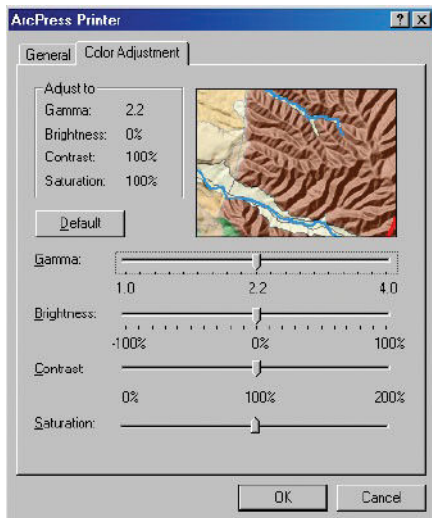 ArcPress Printer
General Color Adjustment
Adjust to
Gamma: 2.2
Brightness: 0%
Contrast: 100%
Saturation: 100%
Default
Gamma:
1.0 2.2 4.0
Brightness:
-100% 0% 100%
Contrast
0% 100% 200%
Saturation:
OK Cancel